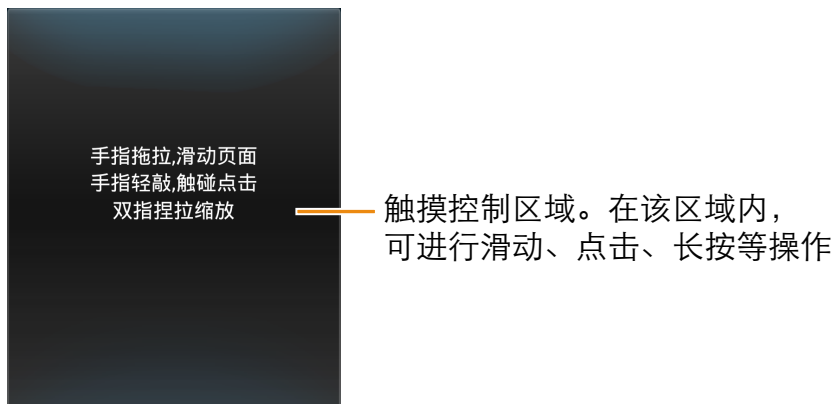 手指拖拉,滑动页面
手指轻敲,触碰点击
双指捏拉缩放
触摸控制区域。在该区域内,
可进行滑动、点击、长按等操作